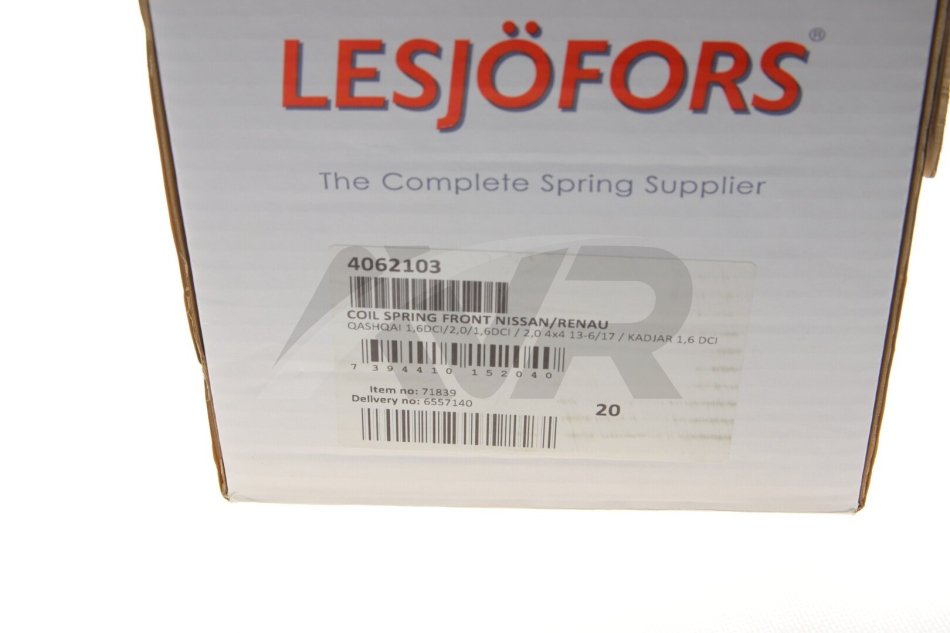 LESJÖFORS®
The Complete Spring Supplier
4062103
COIL SPRING FRONT NISSAN/RENAU
QASHQAI 1,6DCI/2,0/1,6DCI / 2,0 4x4 13-6/17 / KADJAR 1,6 DCI
7 394410 152040
Item no: 71839
Delivery no: 6557140
20
AVR